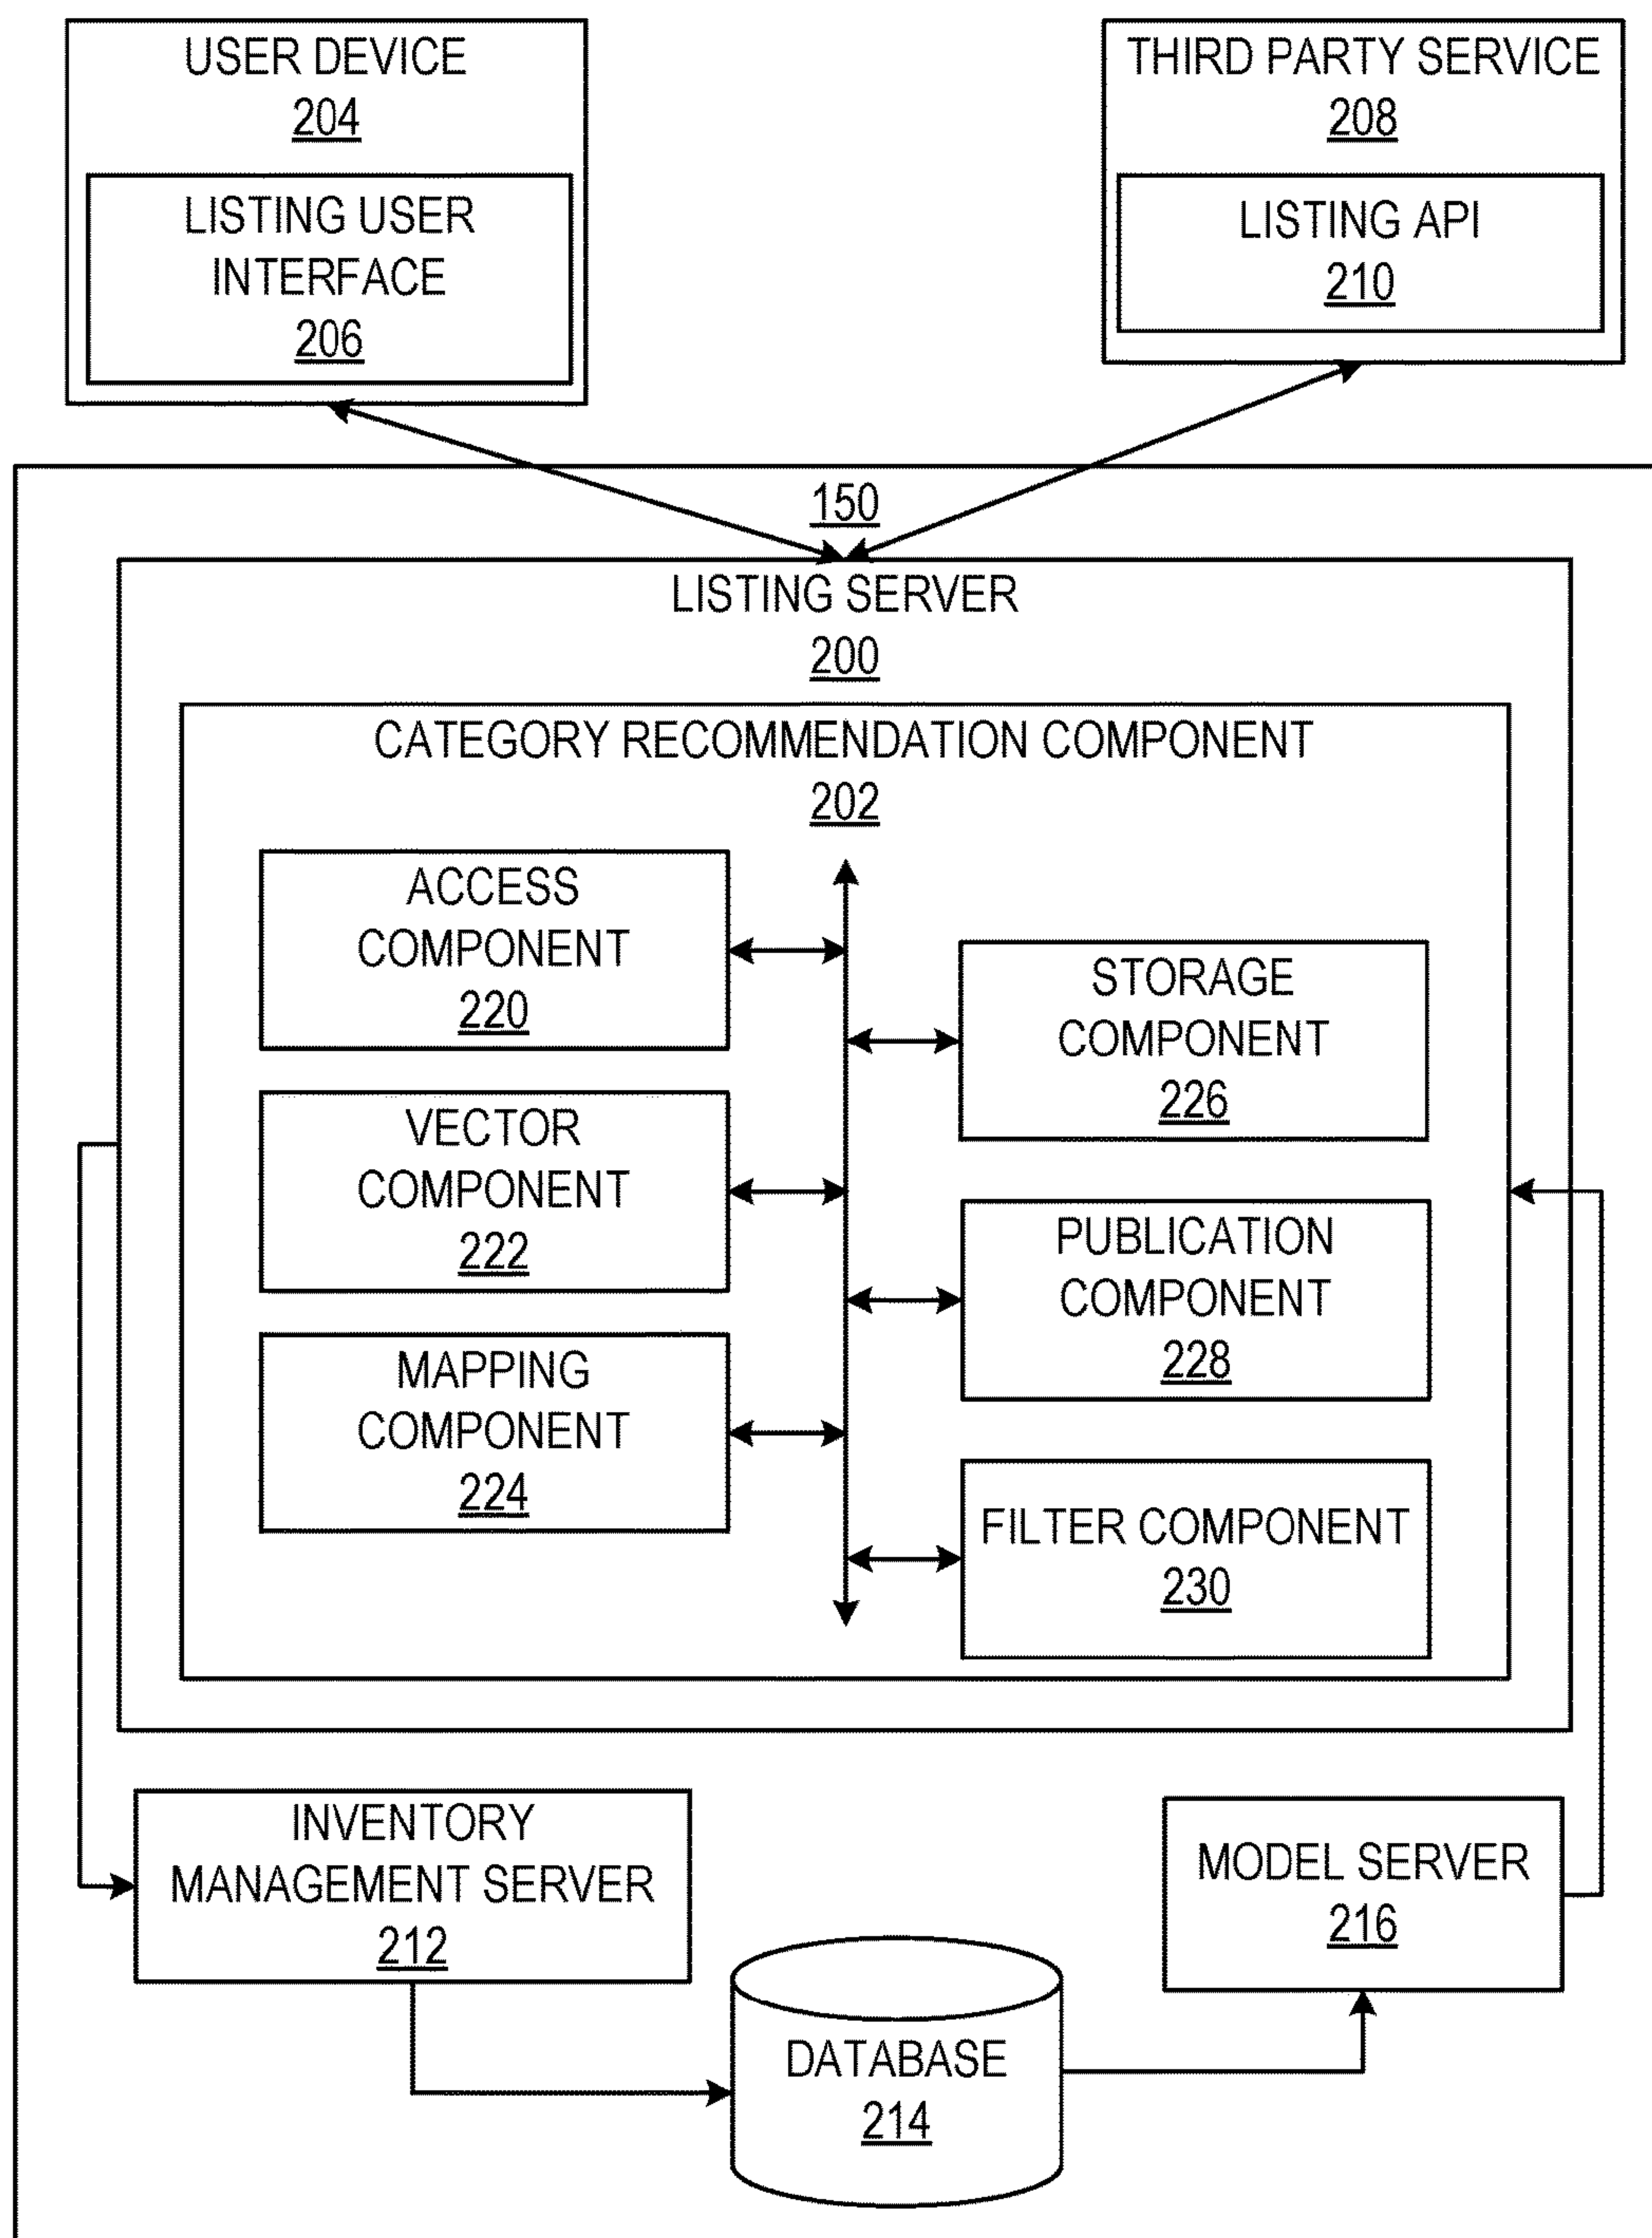 USER DEVICE
204
LISTING USER
INTERFACE
206
THIRD PARTY SERVICE
208
LISTING API
210
150
LISTING SERVER
200
CATEGORY RECOMMENDATION COMPONENT
202
ACCESS
COMPONENT
220
VECTOR
COMPONENT
222
MAPPING
COMPONENT
224
STORAGE
COMPONENT
226
PUBLICATION
COMPONENT
228
FILTER COMPONENT
230
INVENTORY
MANAGEMENT SERVER
212
DATABASE
214
MODEL SERVER
216